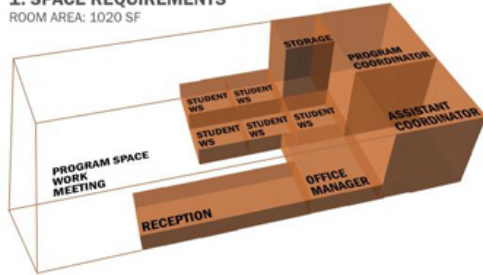 1. SPACE REQUIREMENTS
ROOM AREA: 1020 SF
STORAGE
PROGRAM
COORDINATOR
STUDENT
WS
STUDENT
WS
ASSISTANT
COORDINATOR
STUDENT
WS
STUDENT
WS
STUDENT
WS
PROGRAM SPACE
WORK
MEETING
OFFICE
MANAGER
RECEPTION